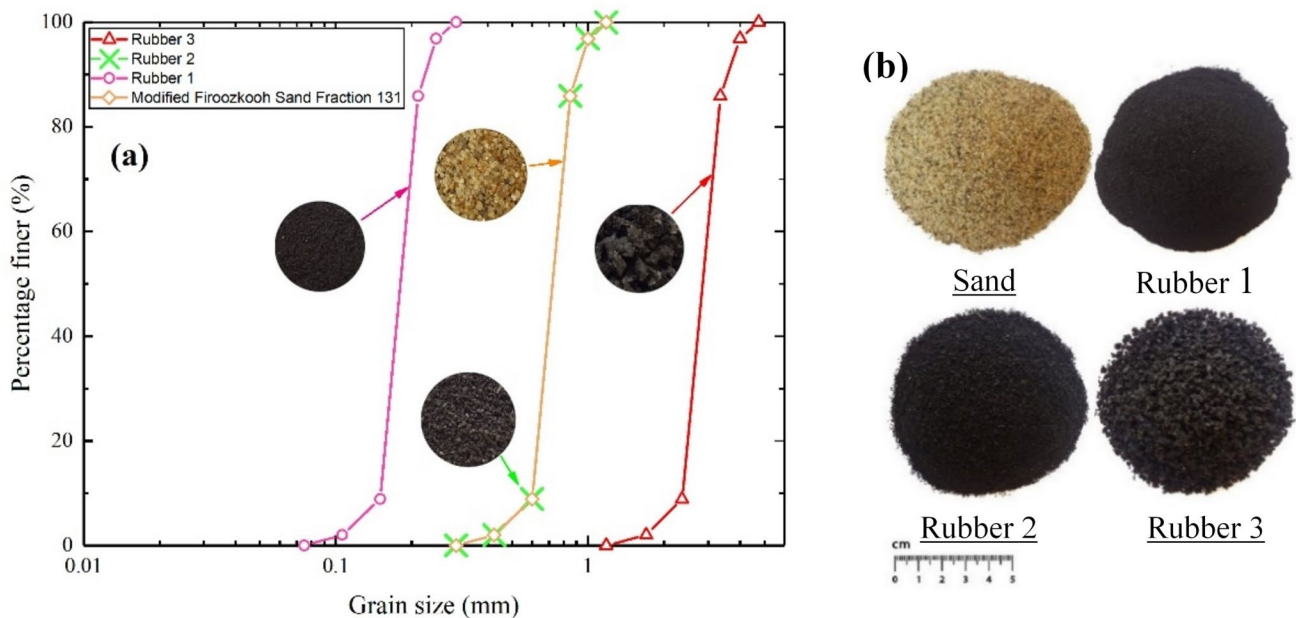 Rubber 3
Rubber 2
Rubber 1
Modified Firoozkooh Sand Fraction 131
(a)
100
80
60
40
20
0
Percentage finer (%)
0.01
0.1
1
Grain size (mm)
(b)
Sand
Rubber 1
Rubber 2
Rubber 3
cm
0 1 2 3 4 5